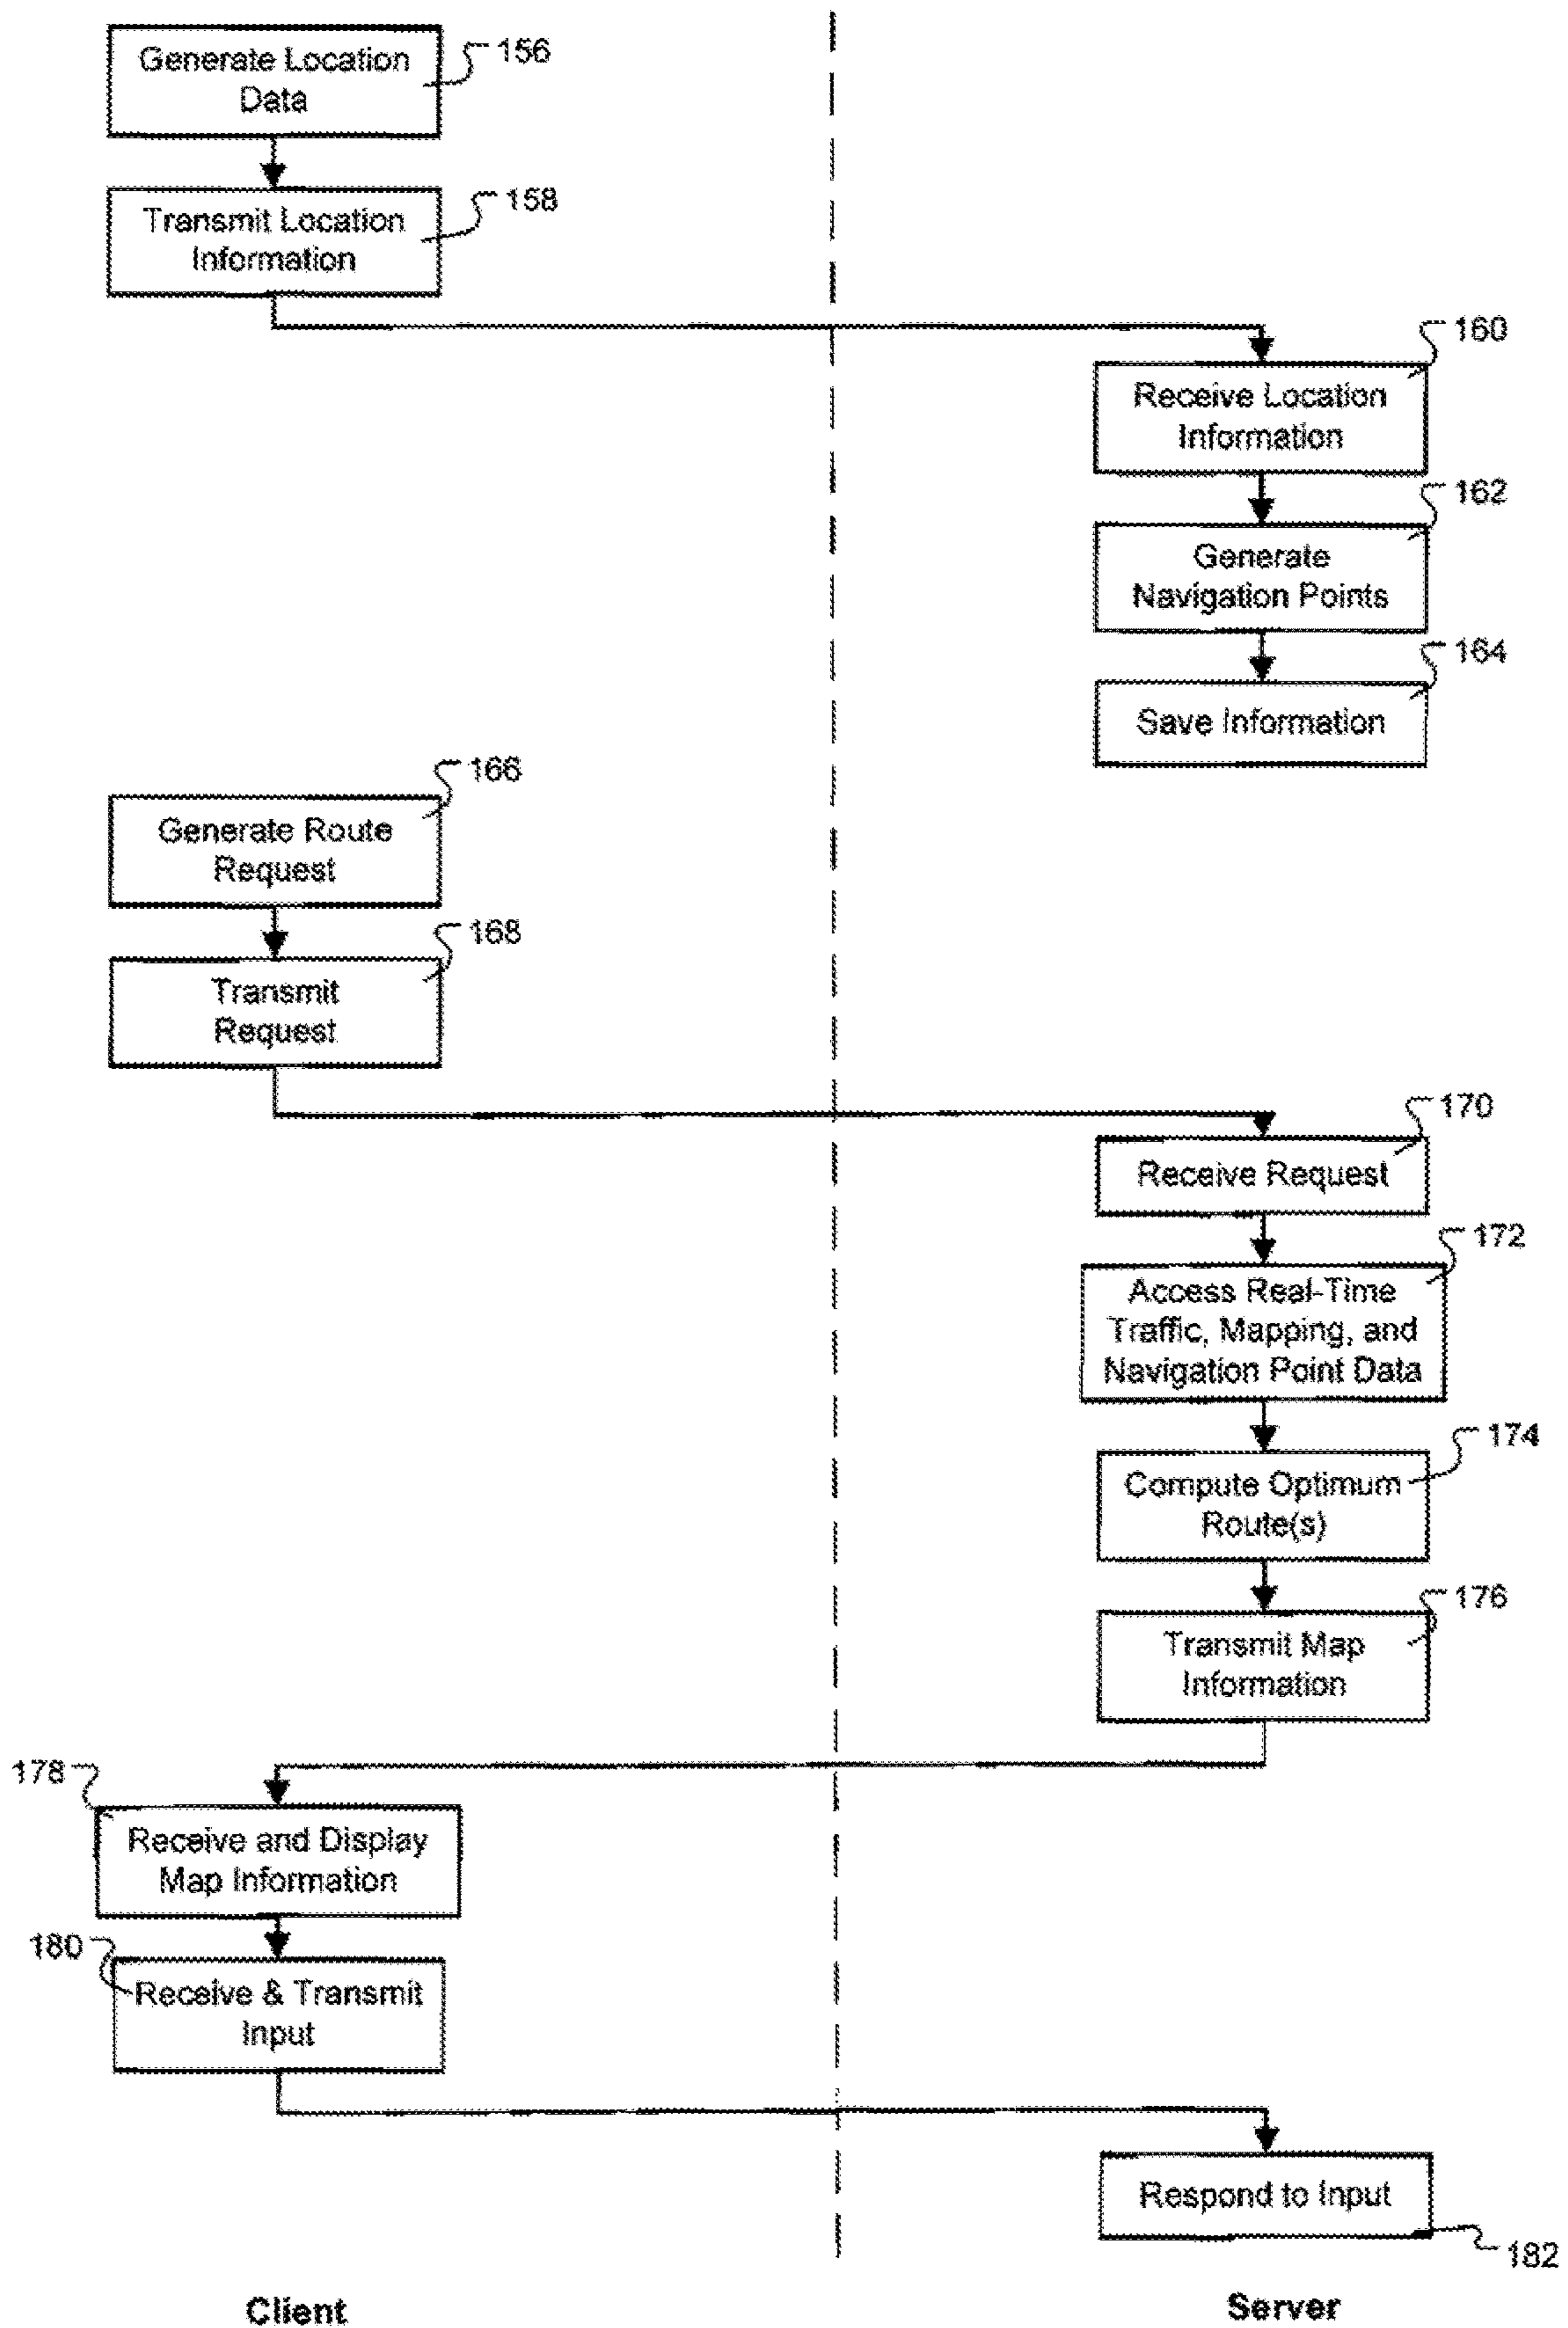 Generate Location
Data
156
Transmit Location
Information
158
160
Receive Location
Information
162
Generate
Navigation Points
164
Save Information
166
Generate Route
Request
168
Transmit
Request
170
Receive Request
172
Access Real-Time
Traffic, Mapping, and
Navigation Point Data
174
Compute Optimum
Route(s)
176
Transmit Map
Information
178
Receive and Display
Map Information
180
Receive & Transmit
Input
Respond to Input
182
Client
Server